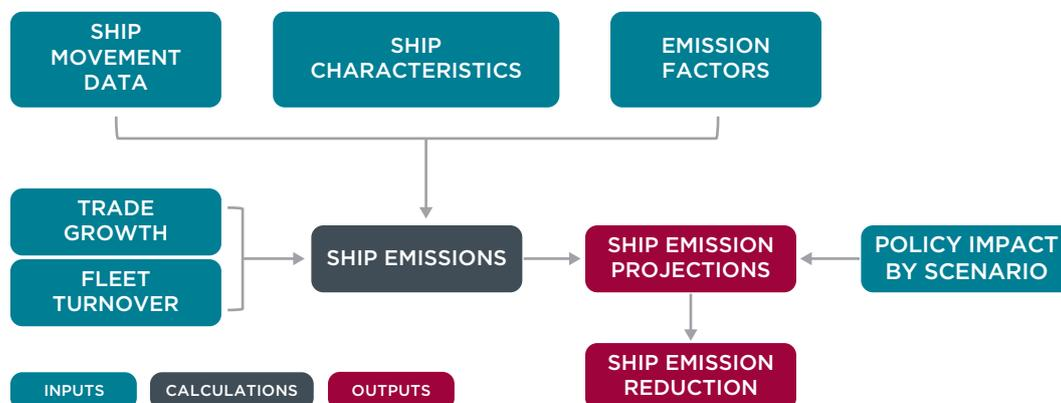 SHIP
MOVEMENT
DATA
SHIP
CHARACTERISTICS
EMISSION
FACTORS
TRADE
GROWTH
FLEET
TURNOVER
SHIP EMISSIONS
SHIP EMISSION
PROJECTIONS
POLICY IMPACT
BY SCENARIO
SHIP EMISSION
REDUCTION
INPUTS
CALCULATIONS
OUTPUTS